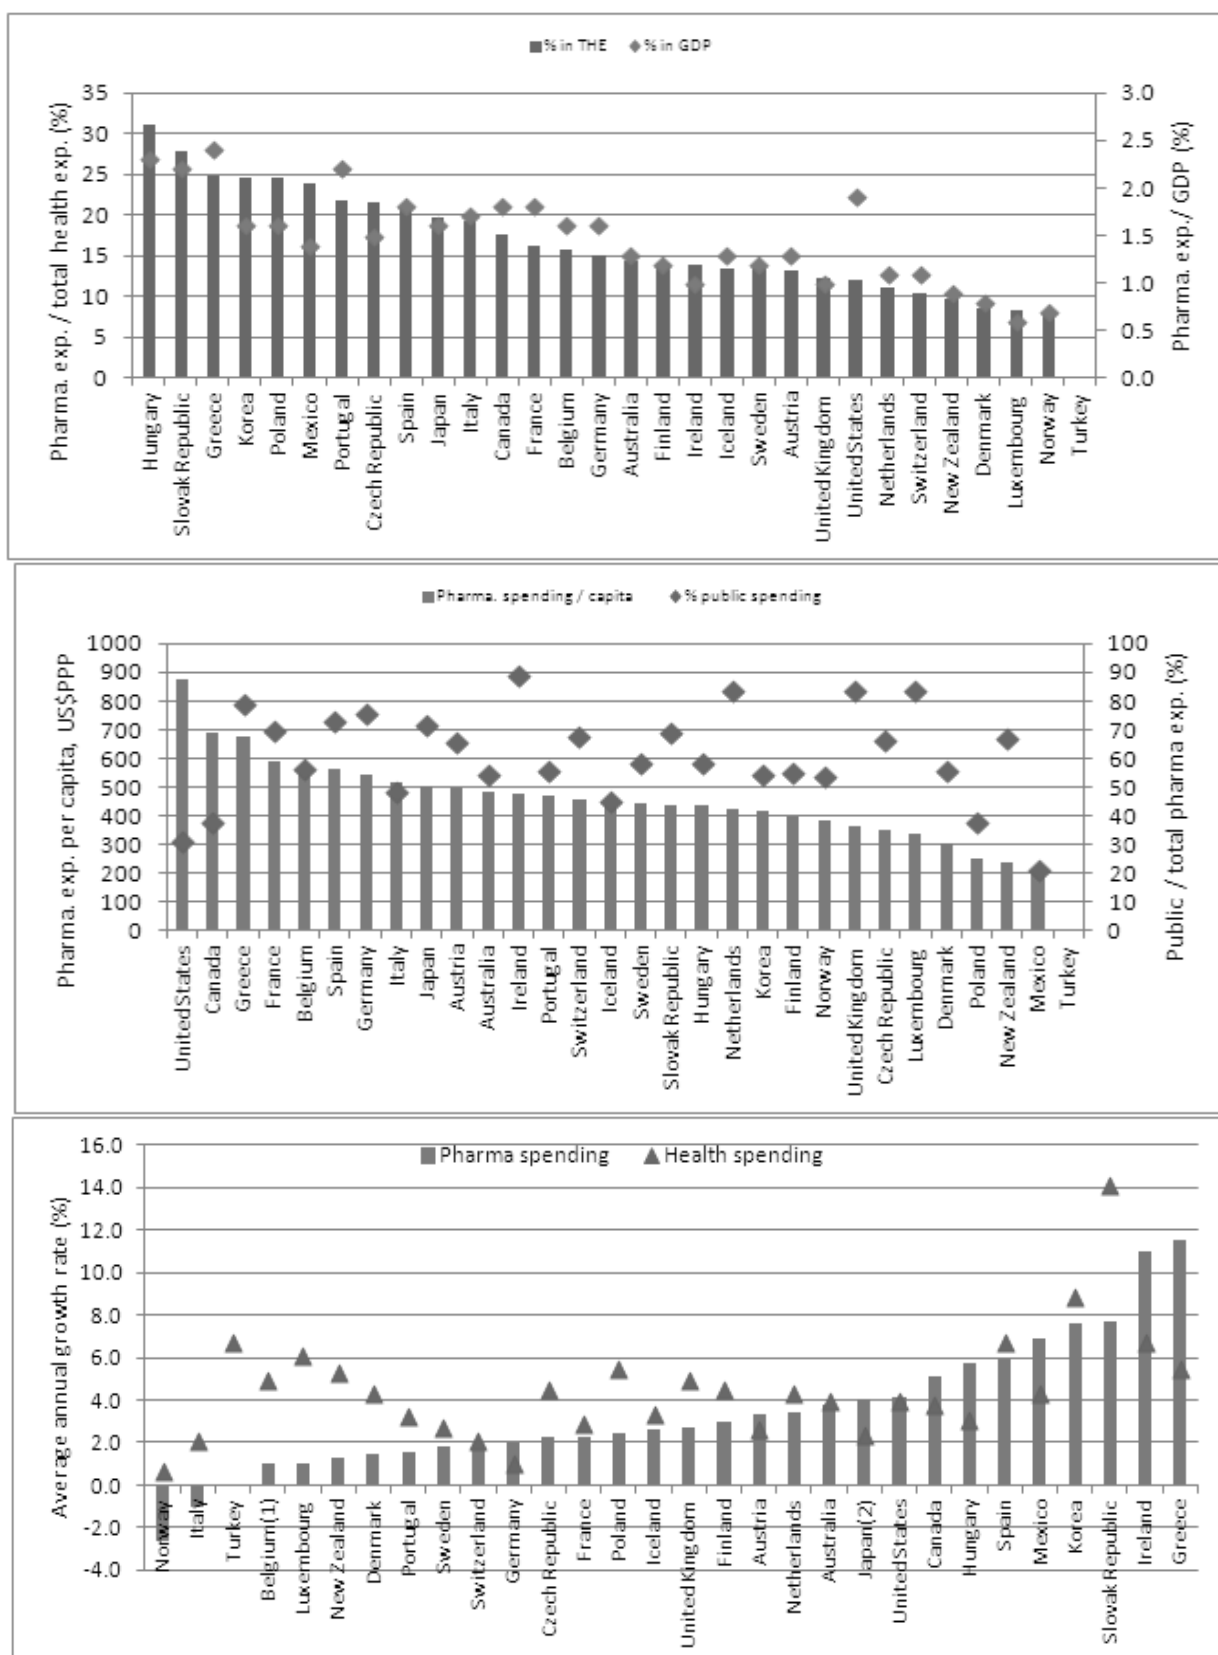 % in THE % in GDP
Pharma. exp. / total health exp. (%)
35
30
25
20
15
10
5
0
3.0
2.5
2.0
1.5
1.0
0.5
0.0
Pharma. exp./ GDP (%)
Hungary
Slovak Republic
Greece
Korea
Poland
Mexico
Portugal
Czech Republic
Spain
Japan
Italy
Canada
France
Belgium
Germany
Australia
Finland
Ireland
Iceland
Sweden
Austria
United Kingdom
United States
Netherlands
Switzerland
New Zealand
Denmark
Luxembourg
Norway
Turkey
Pharma. spending / capita % public spending
Pharma. exp. per capita, US$PPP
1000
900
800
700
600
500
400
300
200
100
0
100
90
80
70
60
50
40
30
20
10
0
Public / total pharma exp. (%)
United States
Canada
Greece
France
Belgium
Spain
Germany
Italy
Japan
Austria
Australia
Ireland
Portugal
Switzerland
Iceland
Sweden
Slovak Republic
Hungary
Netherlands
Korea
Finland
Norway
United Kingdom
Czech Republic
Luxembourg
Denmark
Poland
New Zealand
Mexico
Turkey
Pharma spending Health spending
Average annual growth rate (%)
16.0
14.0
12.0
10.0
8.0
6.0
4.0
2.0
0.0
-2.0
-4.0
Norway
Italy
Turkey
Belgium(1)
Luxembourg
New Zealand
Denmark
Portugal
Sweden
Switzerland
Germany
Czech Republic
France
Poland
Iceland
United Kingdom
Finland
Austria
Netherlands
Australia
Japan(2)
United States
Canada
Hungary
Spain
Mexico
Korea
Slovak Republic
Ireland
Greece